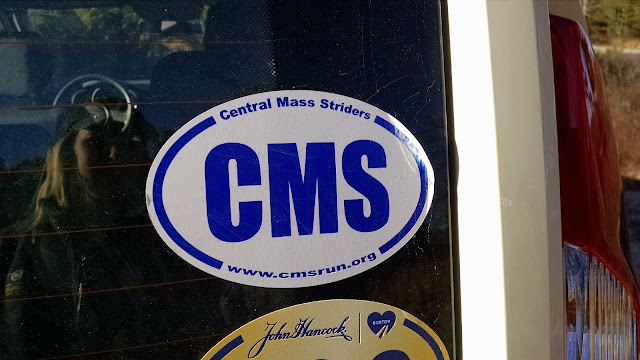 Central Mass Striders
CMS
www.cmsrun.org
John Hancock
BOSTON